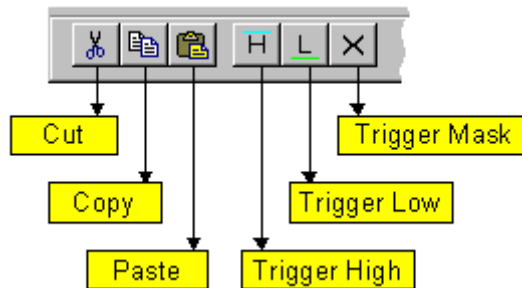 H L X
Cut
Trigger Mask
Copy
Trigger Low
Paste
Trigger High